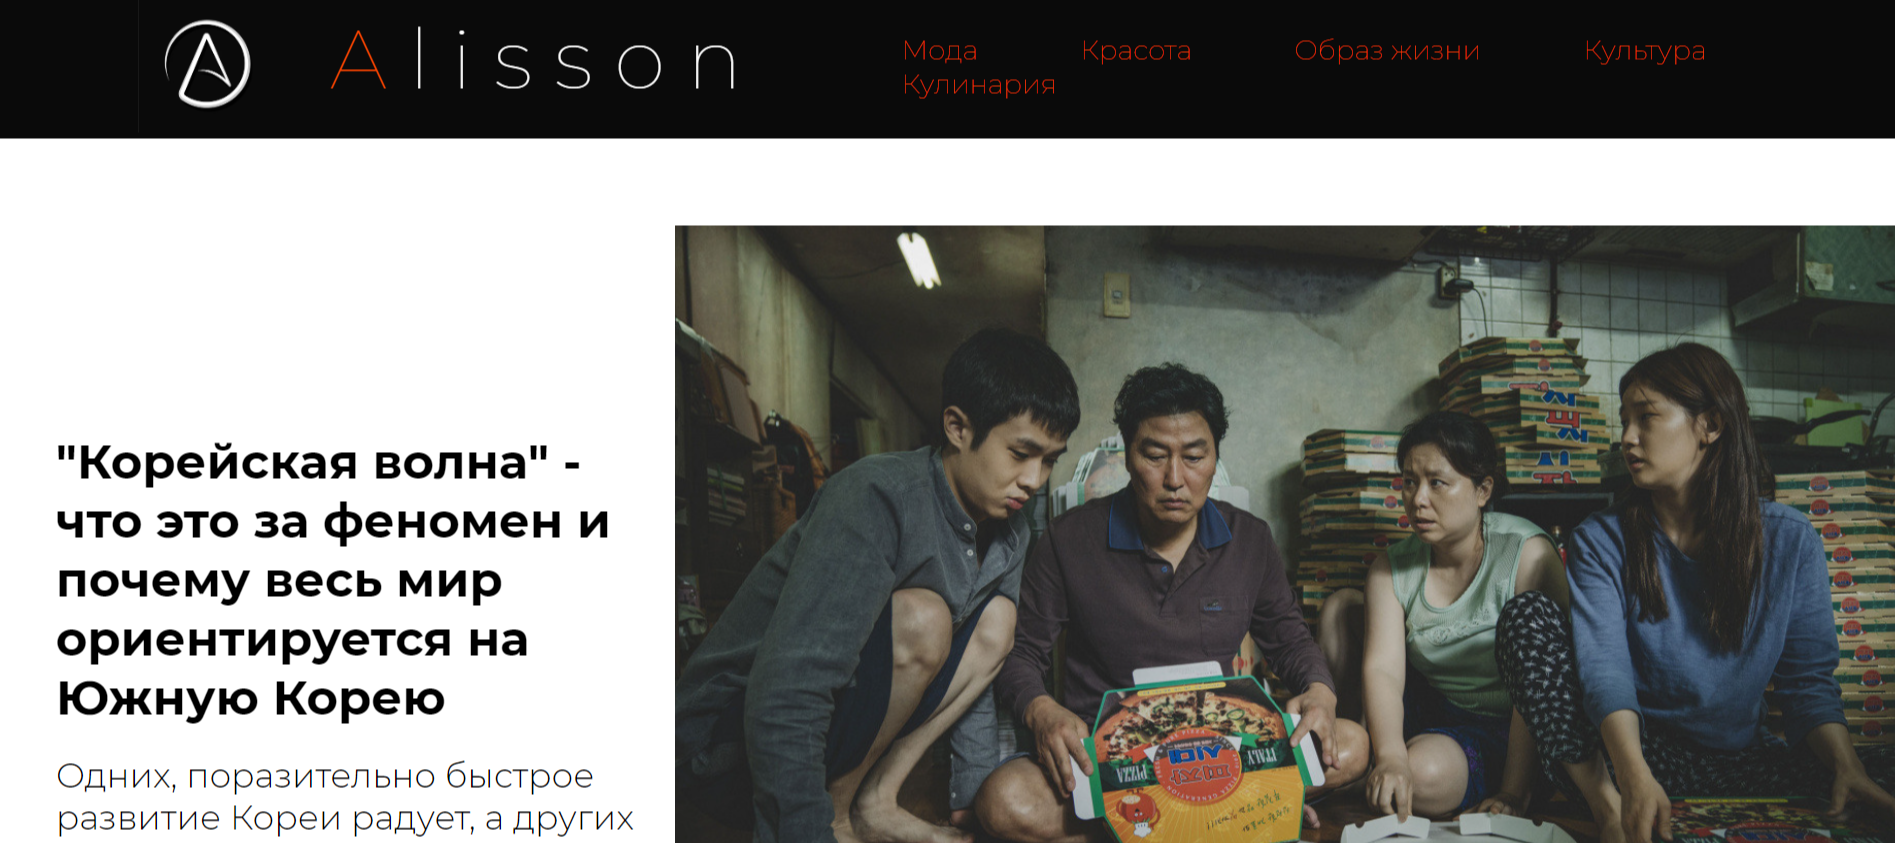 Alisson
Мода Красота Образ жизни Культура
Кулинария
"Корейская волна" -
что это за феномен и
почему весь мир
ориентируется на
Южную Корею
Одних, поразительно быстрое
развитие Кореи радует, а других
PIZZA
ITALY